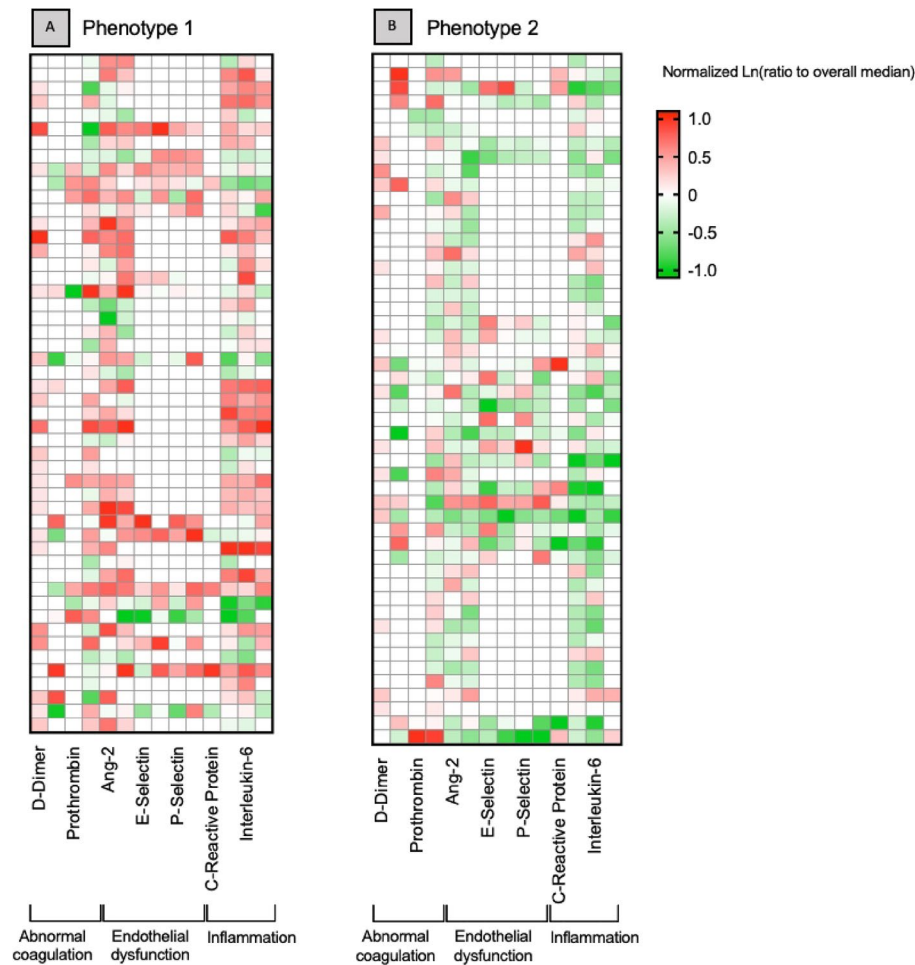 A Phenotype 1
B Phenotype 2
Normalized Ln(ratio to overall median)
1.0
0.5
0
-0.5
-1.0
D-Dimer
Prothrombin
Ang-2
E-Selectin
P-Selectin
C-Reactive Protein
Interleukin-6
D-Dimer
Prothrombin
Ang-2
E-Selectin
P-Selectin
C-Reactive Protein
Interleukin-6
Abnormal
coagulation
Endothelial
dysfunction
Inflammation
Abnormal
coagulation
Endothelial
dysfunction
Inflammation